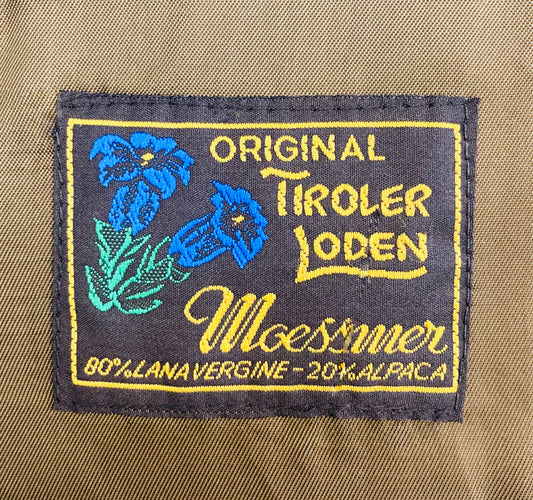 ORIGINAL
TIROLER
LODEN
Moessmer
80% LANA VERGINE - 20% ALPACA